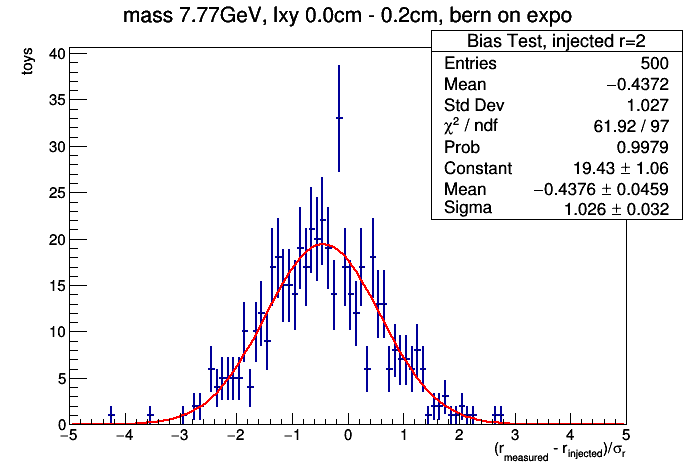 mass 7.77GeV, lxy 0.0cm - 0.2cm, bern on expo
Bias Test, injected r=2
Entries 500
Mean −0.4372
Std Dev 1.027
χ² / ndf 61.92 / 97
Prob 0.9979
Constant 19.43 ± 1.06
Mean −0.4376 ± 0.0459
Sigma 1.026 ± 0.032
toys
40
35
30
25
20
15
10
5
0
−5 −4 −3 −2 −1 0 1 2 3 4 5
(r_measured - r_injected)/σ_r